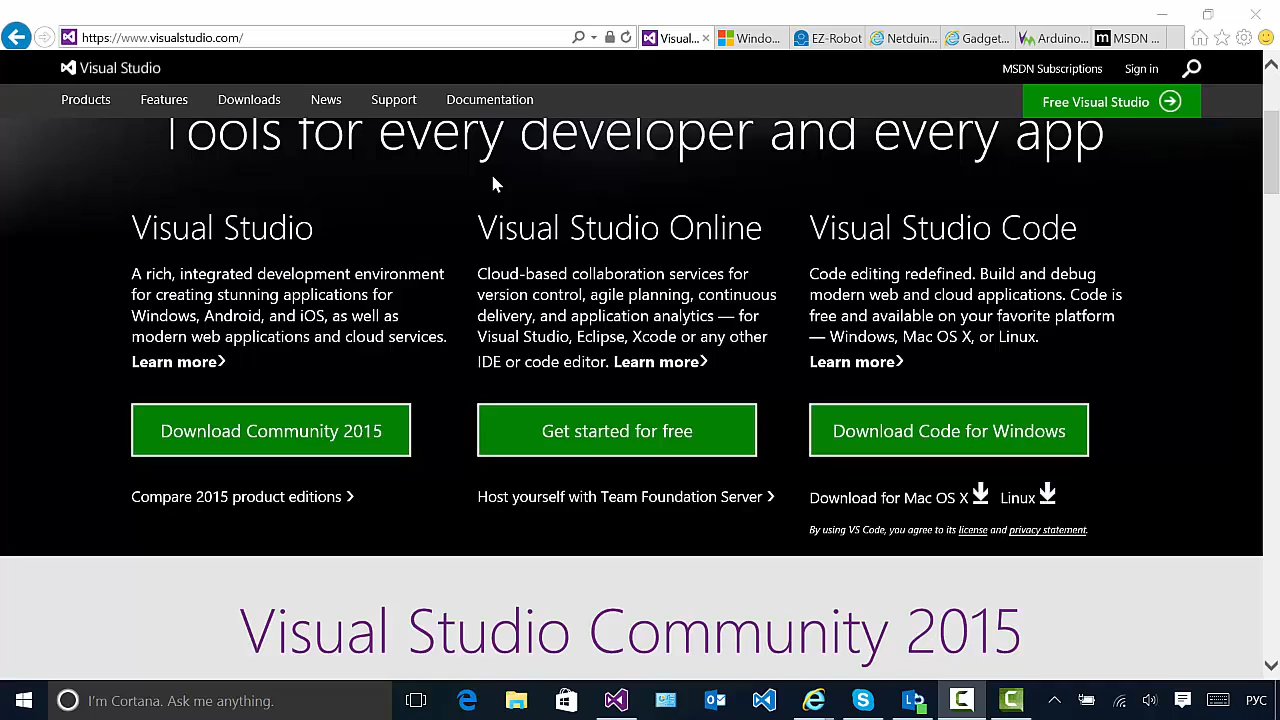 https://www.visualstudio.com/
Visual...
Windo...
EZ-Robot
Netduin...
Gadget...
Arduino...
m MSDN ...
Visual Studio
MSDN Subscriptions
Sign in
Products
Features
Downloads
News
Support
Documentation
Free Visual Studio
Tools for every developer and every app
Visual Studio
A rich, integrated development environment
for creating stunning applications for
Windows, Android, and iOS, as well as
modern web applications and cloud services.
Learn more
Download Community 2015
Compare 2015 product editions
Visual Studio Online
Cloud-based collaboration services for
version control, agile planning, continuous
delivery, and application analytics — for
Visual Studio, Eclipse, Xcode or any other
IDE or code editor. Learn more
Get started for free
Host yourself with Team Foundation Server
Visual Studio Code
Code editing redefined. Build and debug
modern web and cloud applications. Code is
free and available on your favorite platform
— Windows, Mac OS X, or Linux.
Learn more
Download Code for Windows
Download for Mac OS X Linux
By using VS Code, you agree to its license and privacy statement.
Visual Studio Community 2015
I'm Cortana. Ask me anything.
РУС